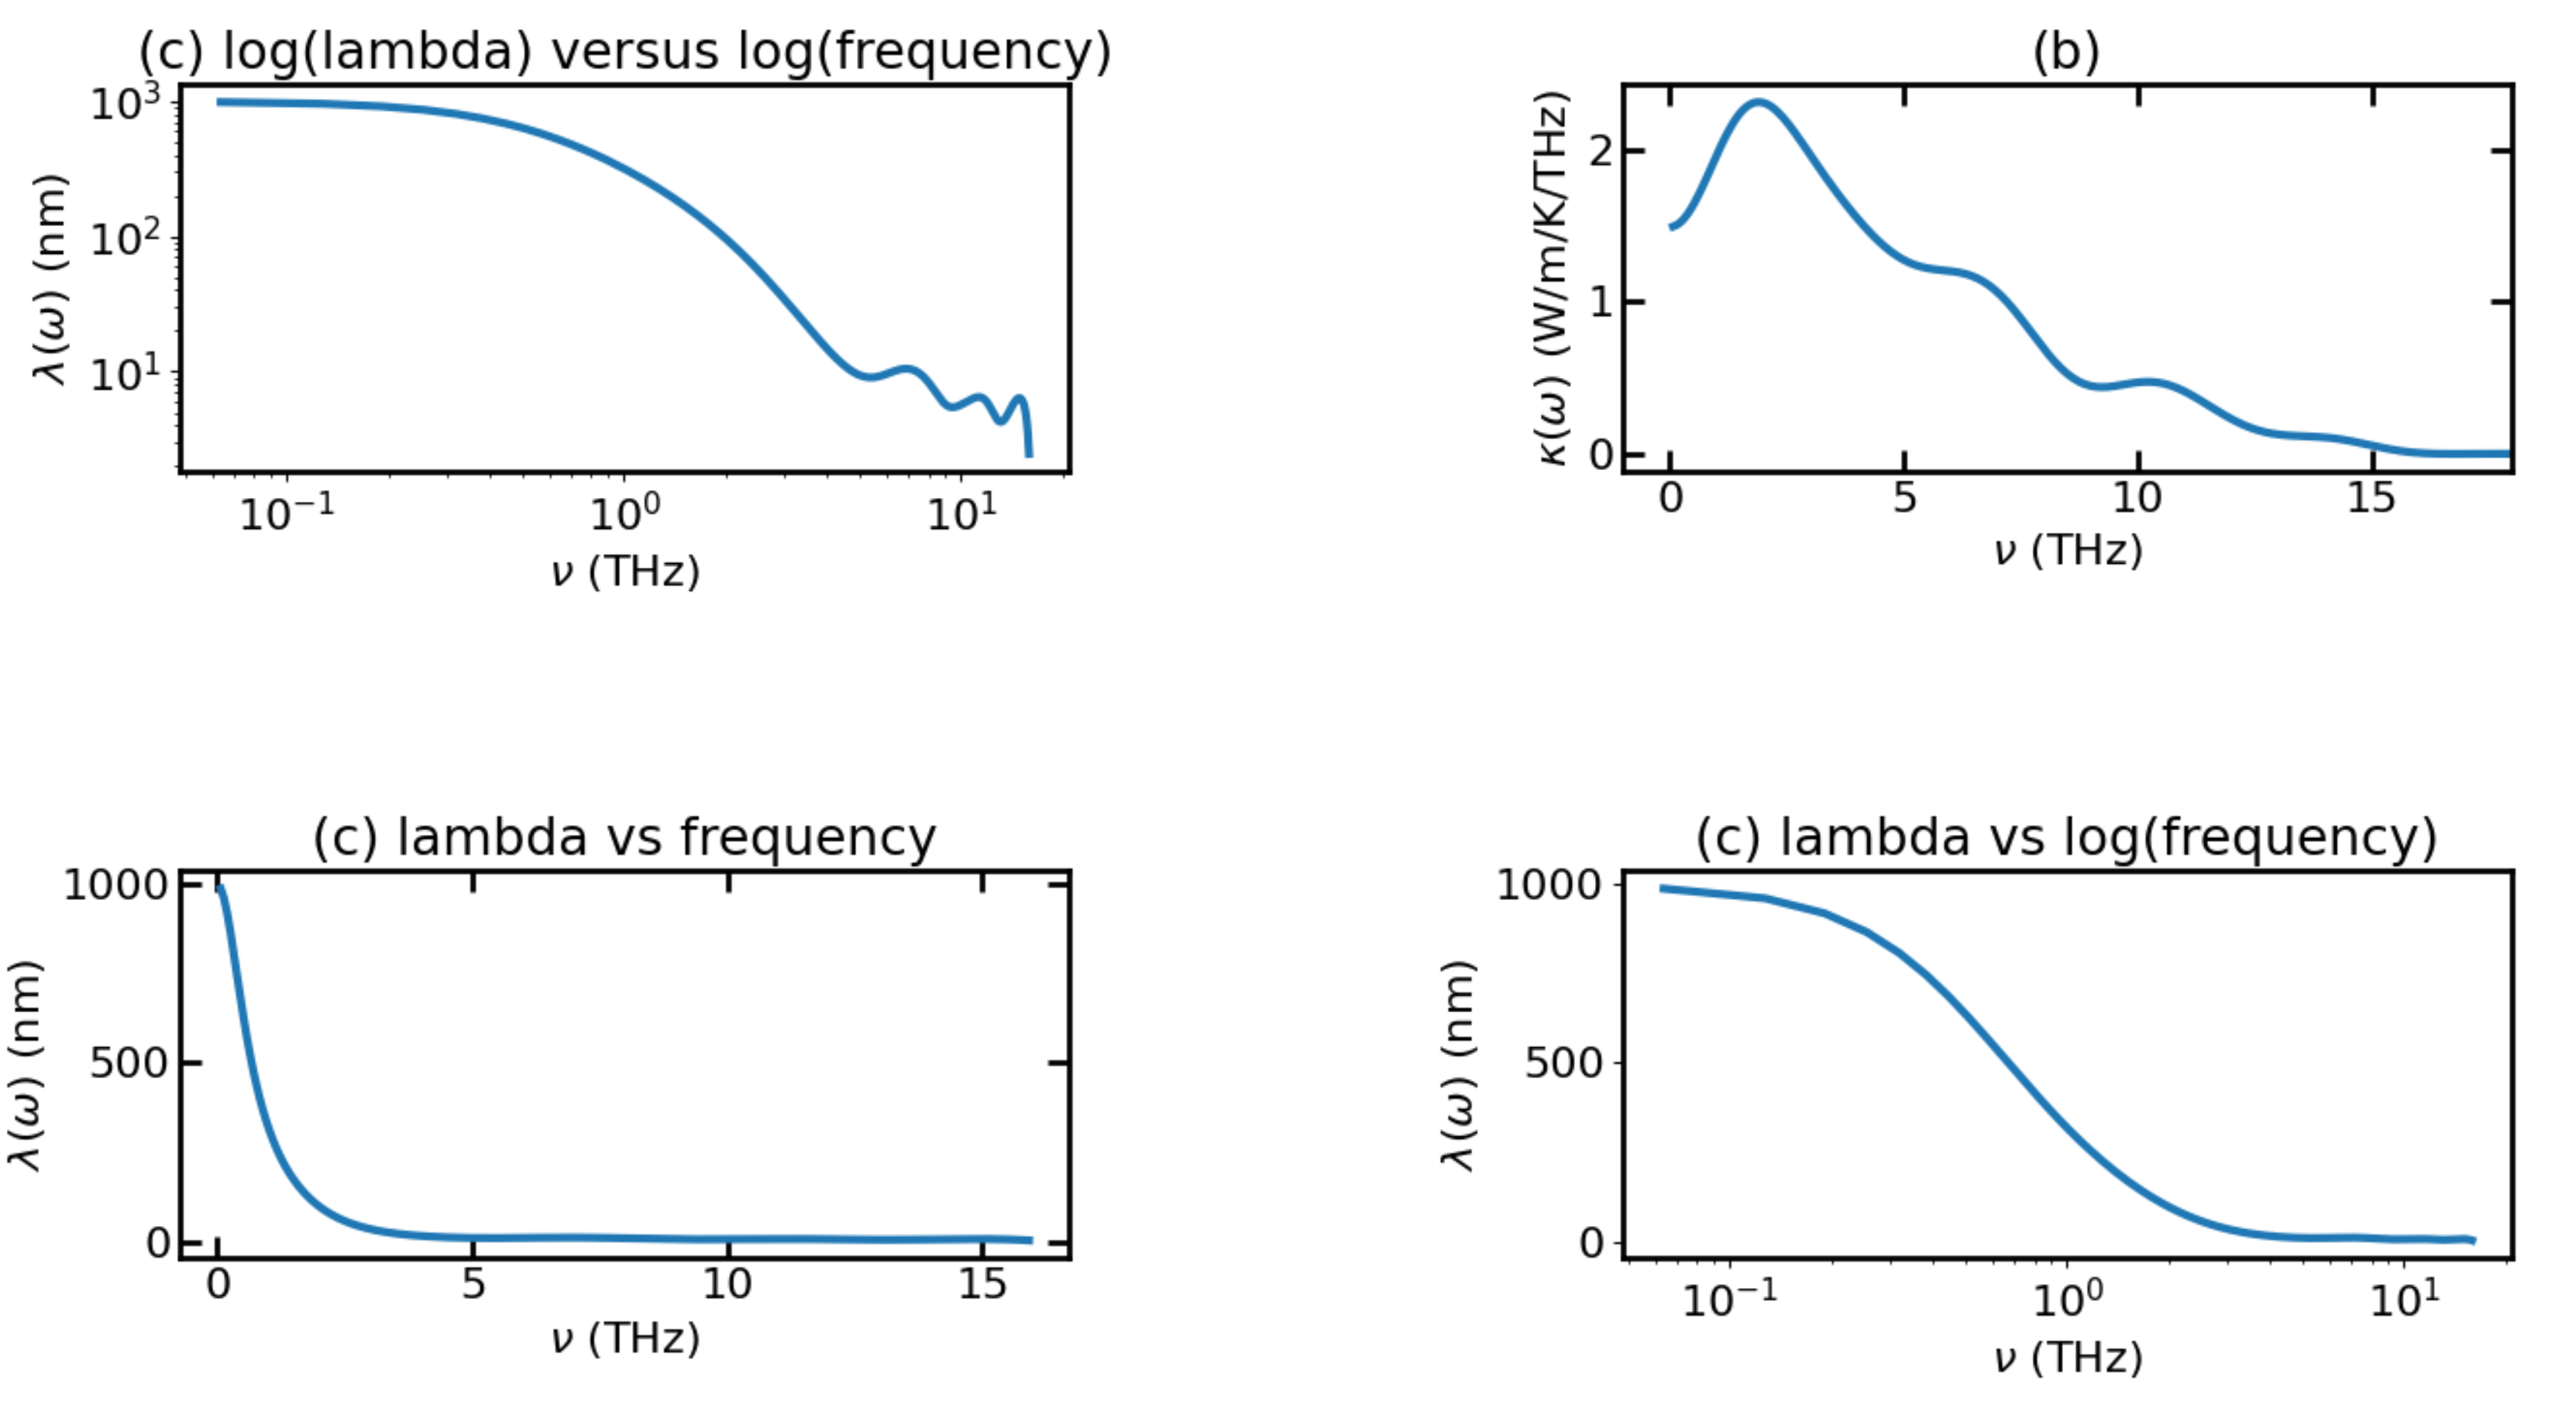 (c) log(lambda) versus log(frequency)
10³
10²
10¹
λ(ω) (nm)
10⁻¹ 10⁰ 10¹
ν (THz)
(b)
2
1
0
κ(ω) (W/m/K/THz)
0 5 10 15
ν (THz)
(c) lambda vs frequency
1000
500
0
λ(ω) (nm)
0 5 10 15
ν (THz)
(c) lambda vs log(frequency)
1000
500
0
λ(ω) (nm)
10⁻¹ 10⁰ 10¹
ν (THz)